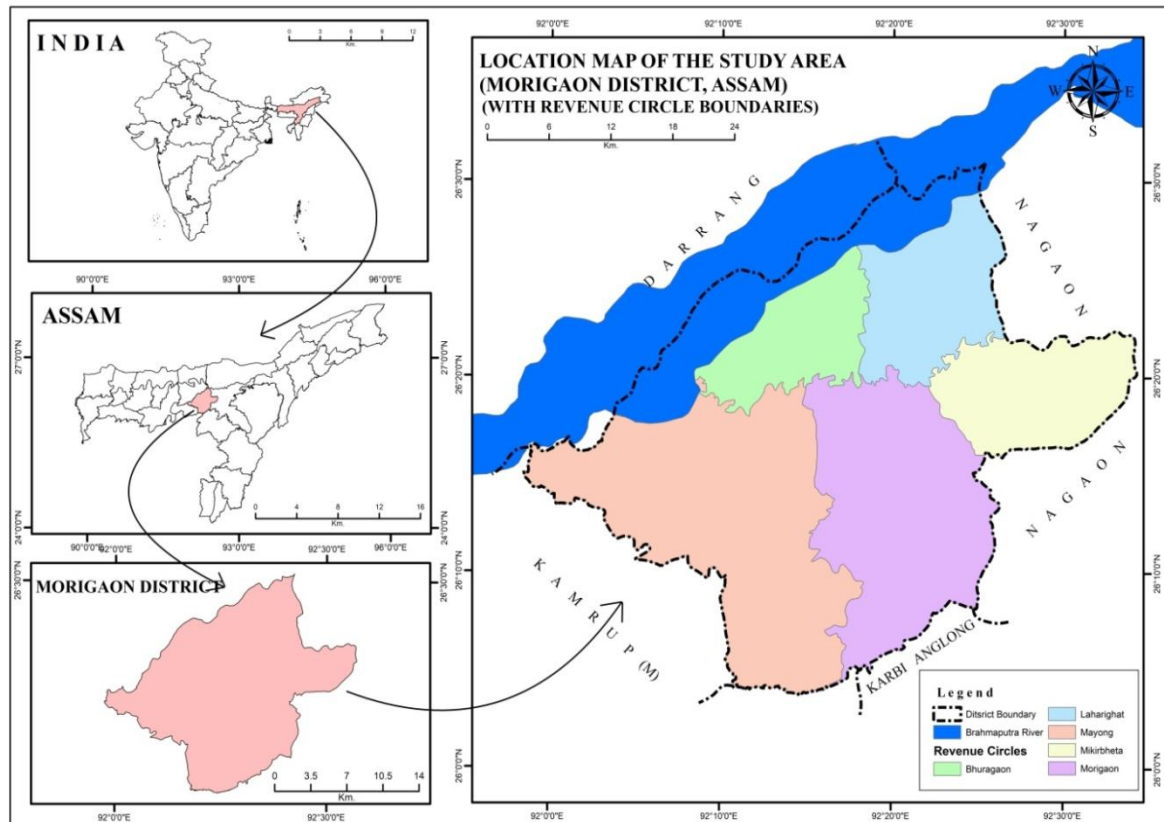 INDIA
0 3 6 12
Km.
90°0'0"E 93°0'0"E 96°0'0"E
ASSAM
27°0'0"N
24°0'0"N
27°0'0"N
24°0'0"N
0 4 8 12 16
Km.
90°0'0"E 93°0'0"E 96°0'0"E
92°0'0"E 92°30'0"E
MORIGAON DISTRICT
26°30'0"N
26°30'0"N
0 3.5 7 10.5 14
Km.
92°0'0"E 92°30'0"E
92°0'0"E 92°10'0"E 92°20'0"E 92°30'0"E
LOCATION MAP OF THE STUDY AREA
(MORIGAON DISTRICT, ASSAM)
(WITH REVENUE CIRCLE BOUNDARIES)
0 6 12 18 24
Km.
N
W E
S
26°30'0"N
26°20'0"N
26°10'0"N
26°0'0"N
26°30'0"N
26°20'0"N
26°10'0"N
26°0'0"N
DARRANG
NAGAON
NAGAON
KAMRUP (M)
KARBI ANGLONG
Legend
Ditsrict Boundary
Brahmaputra River
Revenue Circles
Bhuragaon
Laharighat
Mayong
Mikirbheta
Morigaon
92°0'0"E 92°10'0"E 92°20'0"E 92°30'0"E